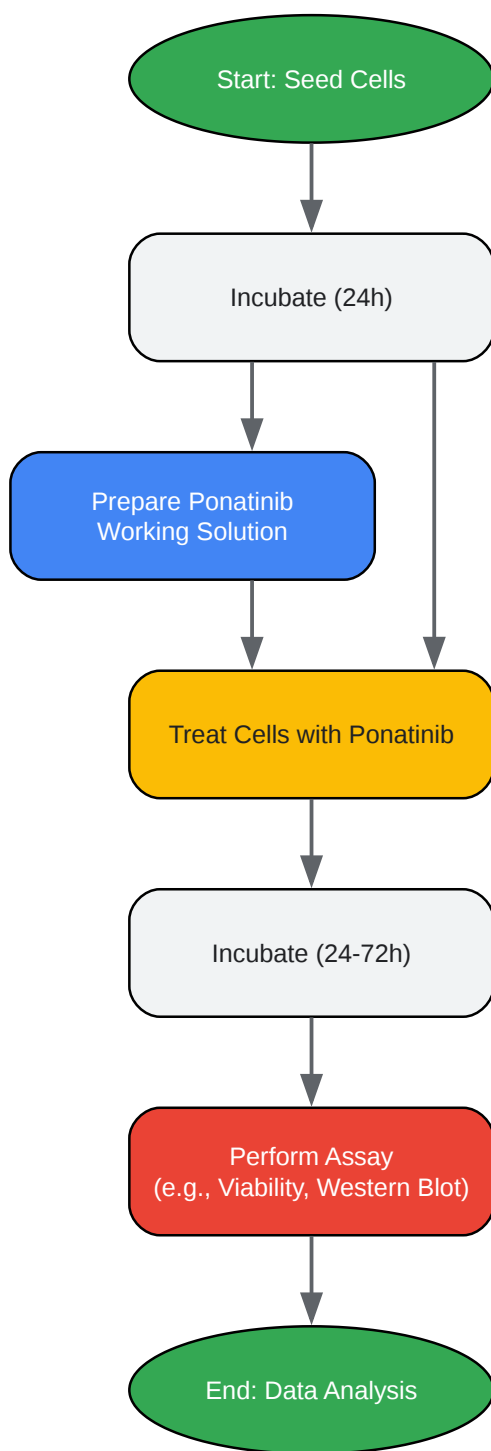 Start: Seed Cells
Incubate (24h)
Prepare Ponatinib
Working Solution
Treat Cells with Ponatinib
Incubate (24-72h)
Perform Assay
(e.g., Viability, Western Blot)
End: Data Analysis